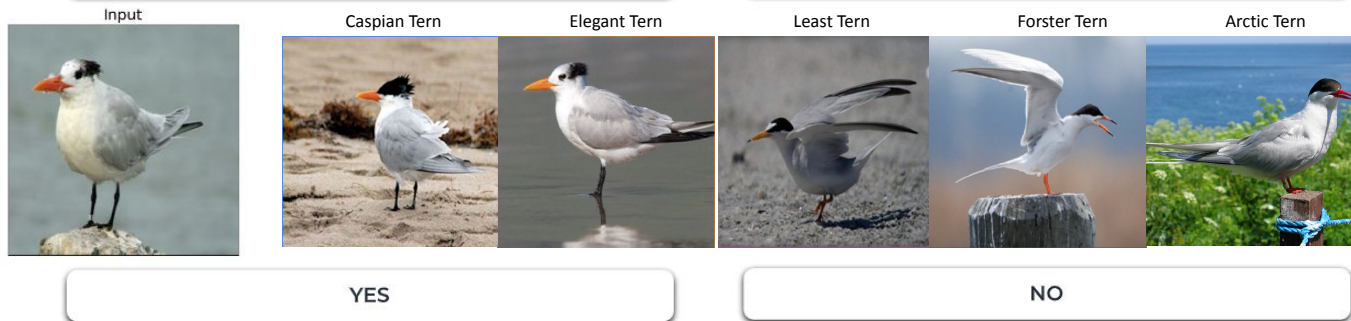 Input
Caspian Tern
Elegant Tern
Least Tern
Forster Tern
Arctic Tern
YES
NO